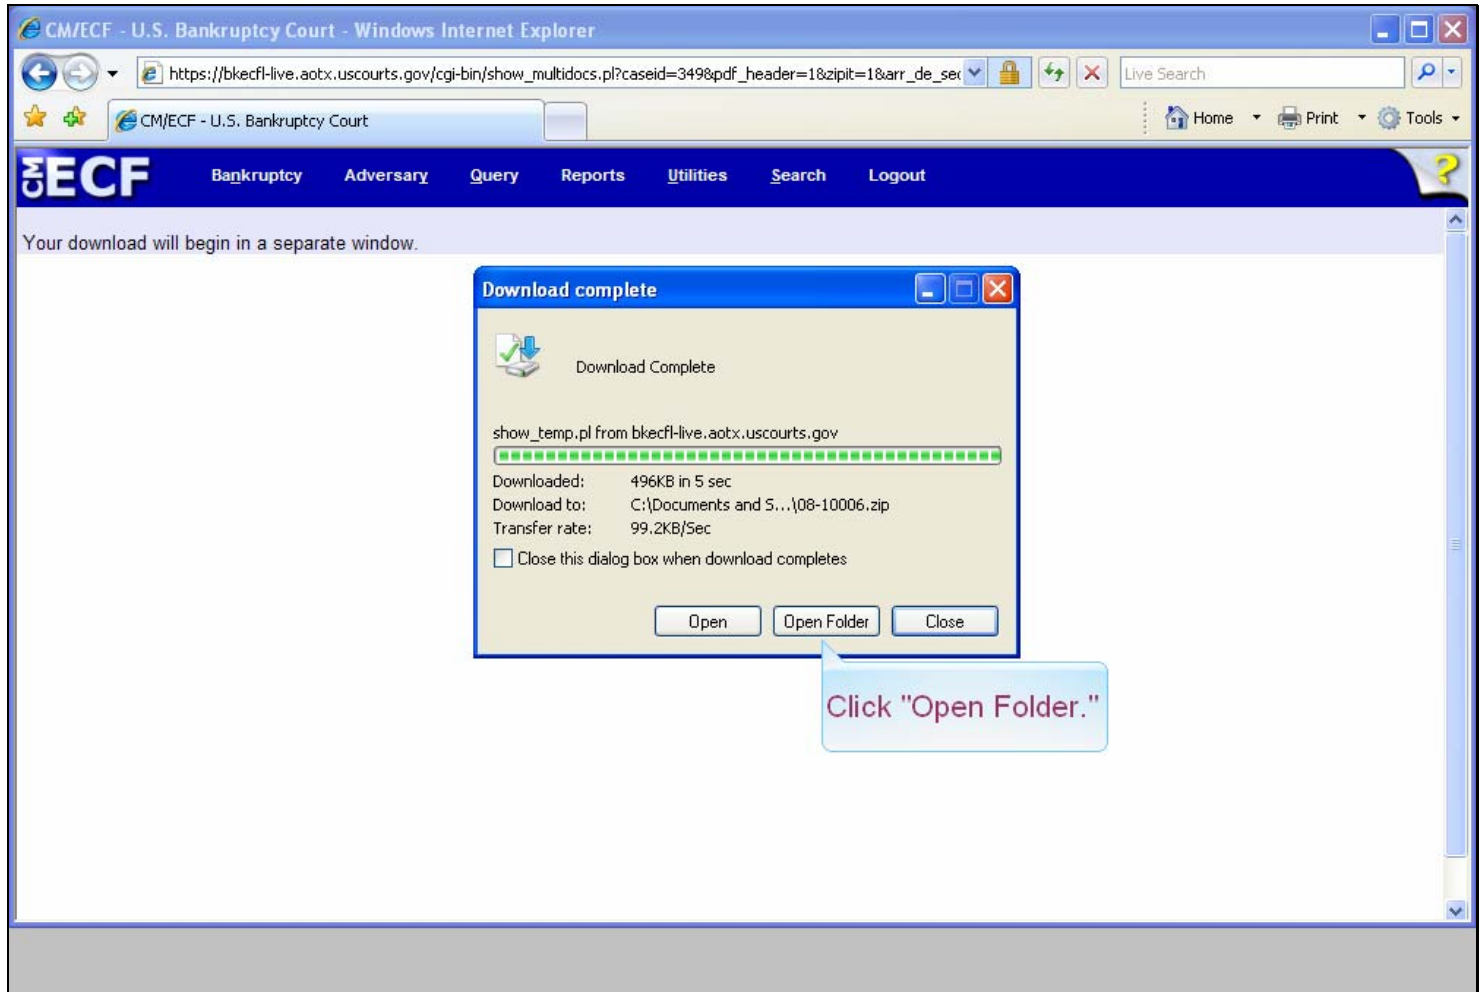 CM/ECF - U.S. Bankruptcy Court - Windows Internet Explorer
https://bkecfl-live.aotx.uscourts.gov/cgi-bin/show_multidocs.pl?caseid=349&pdf_header=1&zipit=1&arr_de_sec
Live Search
CM/ECF - U.S. Bankruptcy Court
Home Print Tools
CM ECF Bankruptcy Adversary Query Reports Utilities Search Logout ?
Your download will begin in a separate window.
Download complete
Download Complete
show_temp.pl from bkecfl-live.aotx.uscourts.gov
Downloaded: 496KB in 5 sec
Download to: C:\Documents and S...\08-10006.zip
Transfer rate: 99.2KB/Sec
Close this dialog box when download completes
Open Open Folder Close
Click "Open Folder."